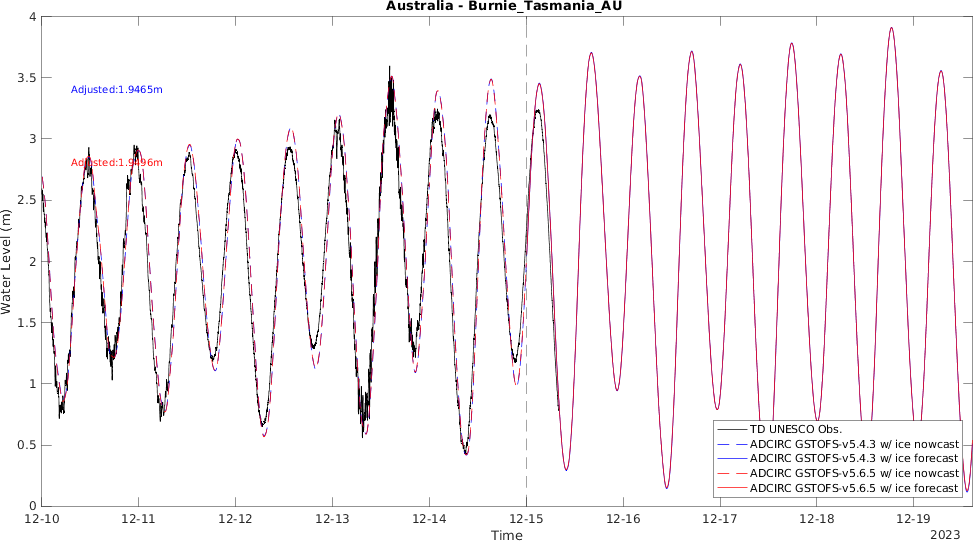 Australia - Burnie_Tasmania_AU
4
3.5
3
2.5
2
1.5
1
0.5
0
Water Level (m)
Adjusted:1.9465m
Adjusted:1.9496m
TD UNESCO Obs.
ADCIRC GSTOFS-v5.4.3 w/ ice nowcast
ADCIRC GSTOFS-v5.4.3 w/ ice forecast
ADCIRC GSTOFS-v5.6.5 w/ ice nowcast
ADCIRC GSTOFS-v5.6.5 w/ ice forecast
12-10 12-11 12-12 12-13 12-14 12-15 12-16 12-17 12-18 12-19
Time
2023